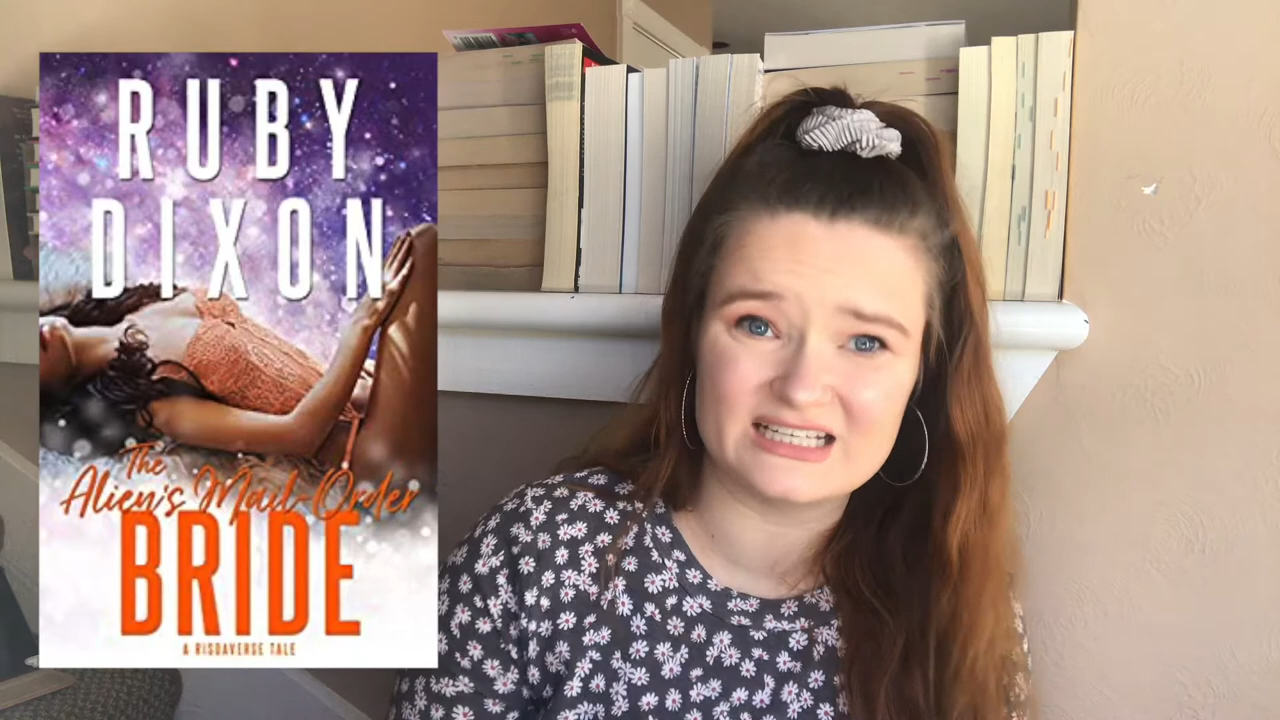 RUBY
DIXON
The
Alien's Mail-Order
BRIDE
A RISDAVERSE TALE